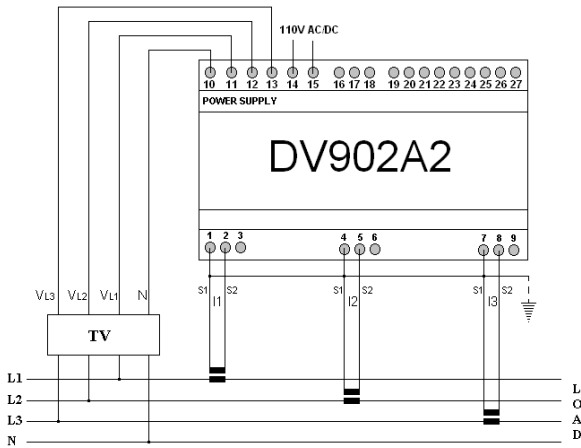 110V AC/DC
10 11 12 13 14 15 16 17 18 19 20 21 22 23 24 25 26 27
POWER SUPPLY
DV902A2
1 2 3 4 5 6 7 8 9
S1 S2 S1 S2 S1 S2
VL3 VL2 VL1 N I1 I2 I3
TV
L1
L2
L3
N
L
O
A
D